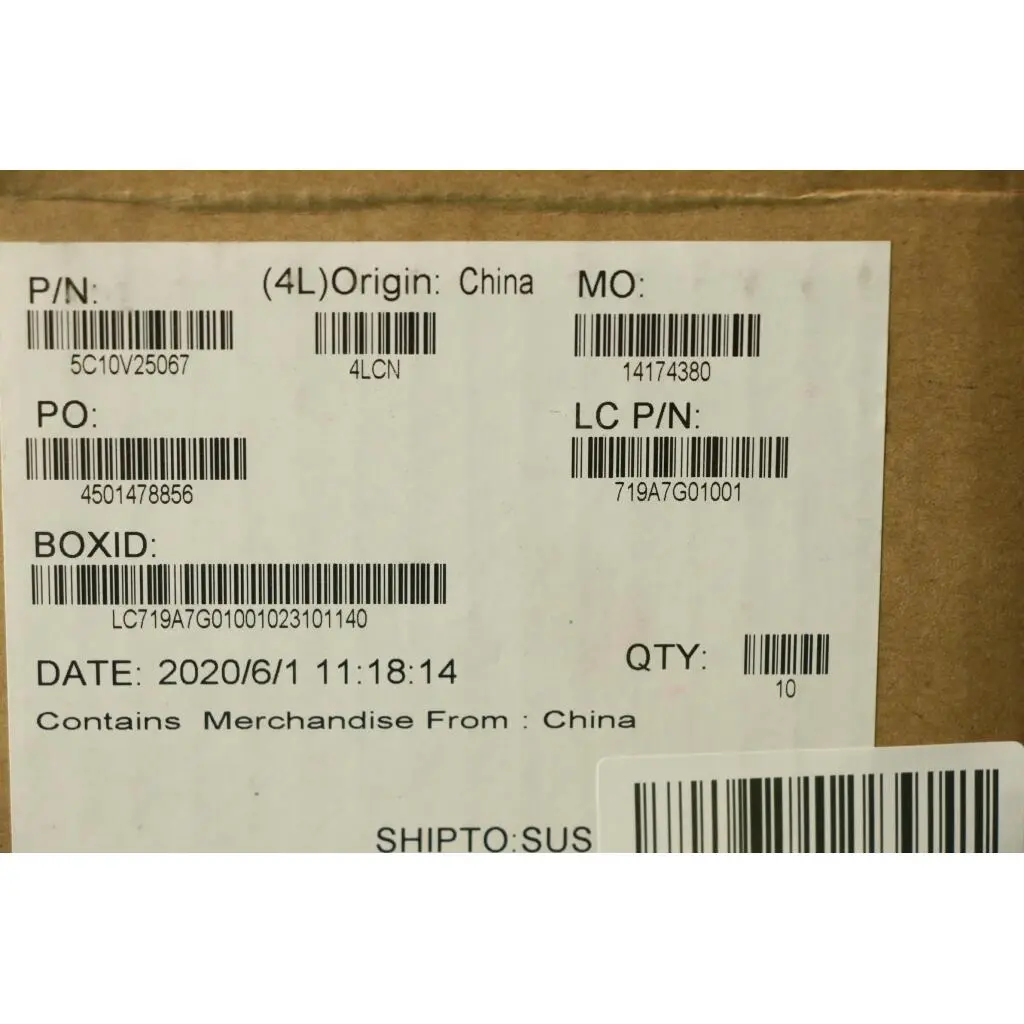 P/N: (4L)Origin: China MO:
5C10V25067 4LCN 14174380
PO: LC P/N:
4501478856 719A7G01001
BOXID:
LC719A7G01001023101140
DATE: 2020/6/1 11:18:14 QTY:
10
Contains Merchandise From : China
SHIPTO:SUS